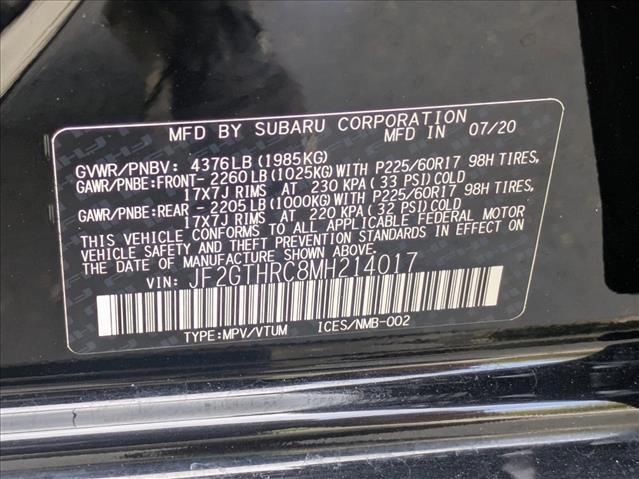 MFD BY SUBARU CORPORATION
MFD IN 07/20
GVWR/PNBV: 4376LB(1985KG)
GAWR/PNBE:FRONT-2260LB(1025KG)WITH P225/60R17 98H TIRES,
17X7J RIMS AT 230 KPA(33 PSI)COLD
GAWR/PNBE:REAR -2205LB(1000KG)WITH P225/60R17 98H TIRES,
17X7J RIMS AT 220 KPA(32 PSI)COLD
THIS VEHICLE CONFORMS TO ALL APPLICABLE FEDERAL MOTOR
VEHICLE SAFETY AND THEFT PREVENTION STANDARDS IN EFFECT ON
THE DATE OF MANUFACTURE SHOWN ABOVE.
VIN: JF2GTHRC8MH214017
TYPE:MPV/VTUM ICES/NMB-002